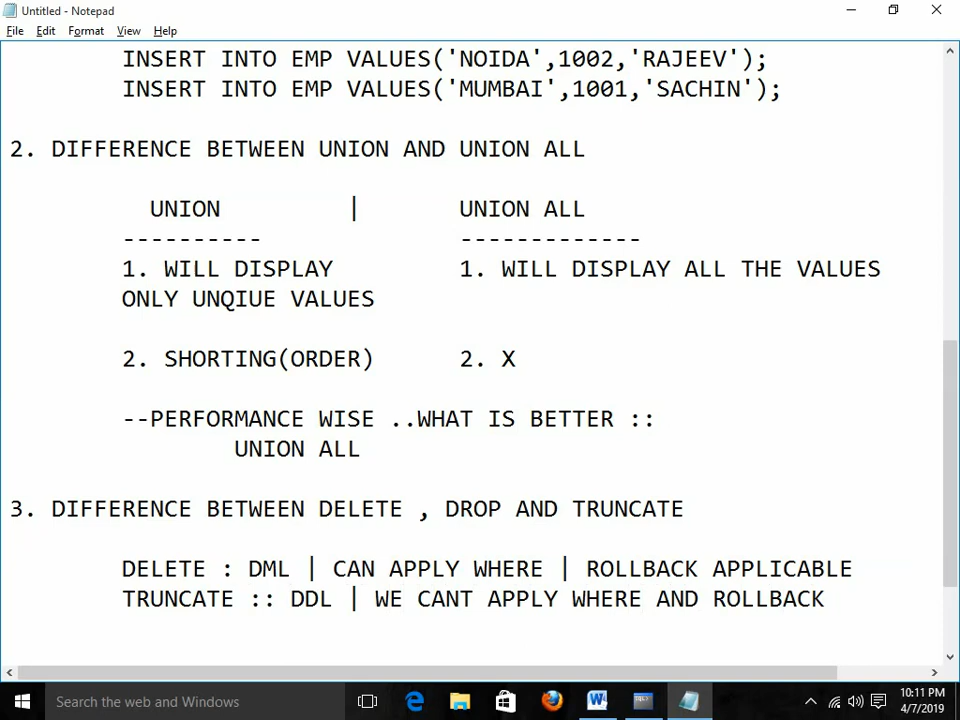 Untitled - Notepad
File Edit Format View Help
INSERT INTO EMP VALUES('NOIDA',1002,'RAJEEV');
INSERT INTO EMP VALUES('MUMBAI',1001,'SACHIN');
2. DIFFERENCE BETWEEN UNION AND UNION ALL
UNION | UNION ALL
---------- -------------
1. WILL DISPLAY 1. WILL DISPLAY ALL THE VALUES
ONLY UNQIUE VALUES
2. SHORTING(ORDER) 2. X
--PERFORMANCE WISE ..WHAT IS BETTER ::
UNION ALL
3. DIFFERENCE BETWEEN DELETE , DROP AND TRUNCATE
DELETE : DML | CAN APPLY WHERE | ROLLBACK APPLICABLE
TRUNCATE :: DDL | WE CANT APPLY WHERE AND ROLLBACK
Search the web and Windows
10:11 PM
4/7/2019